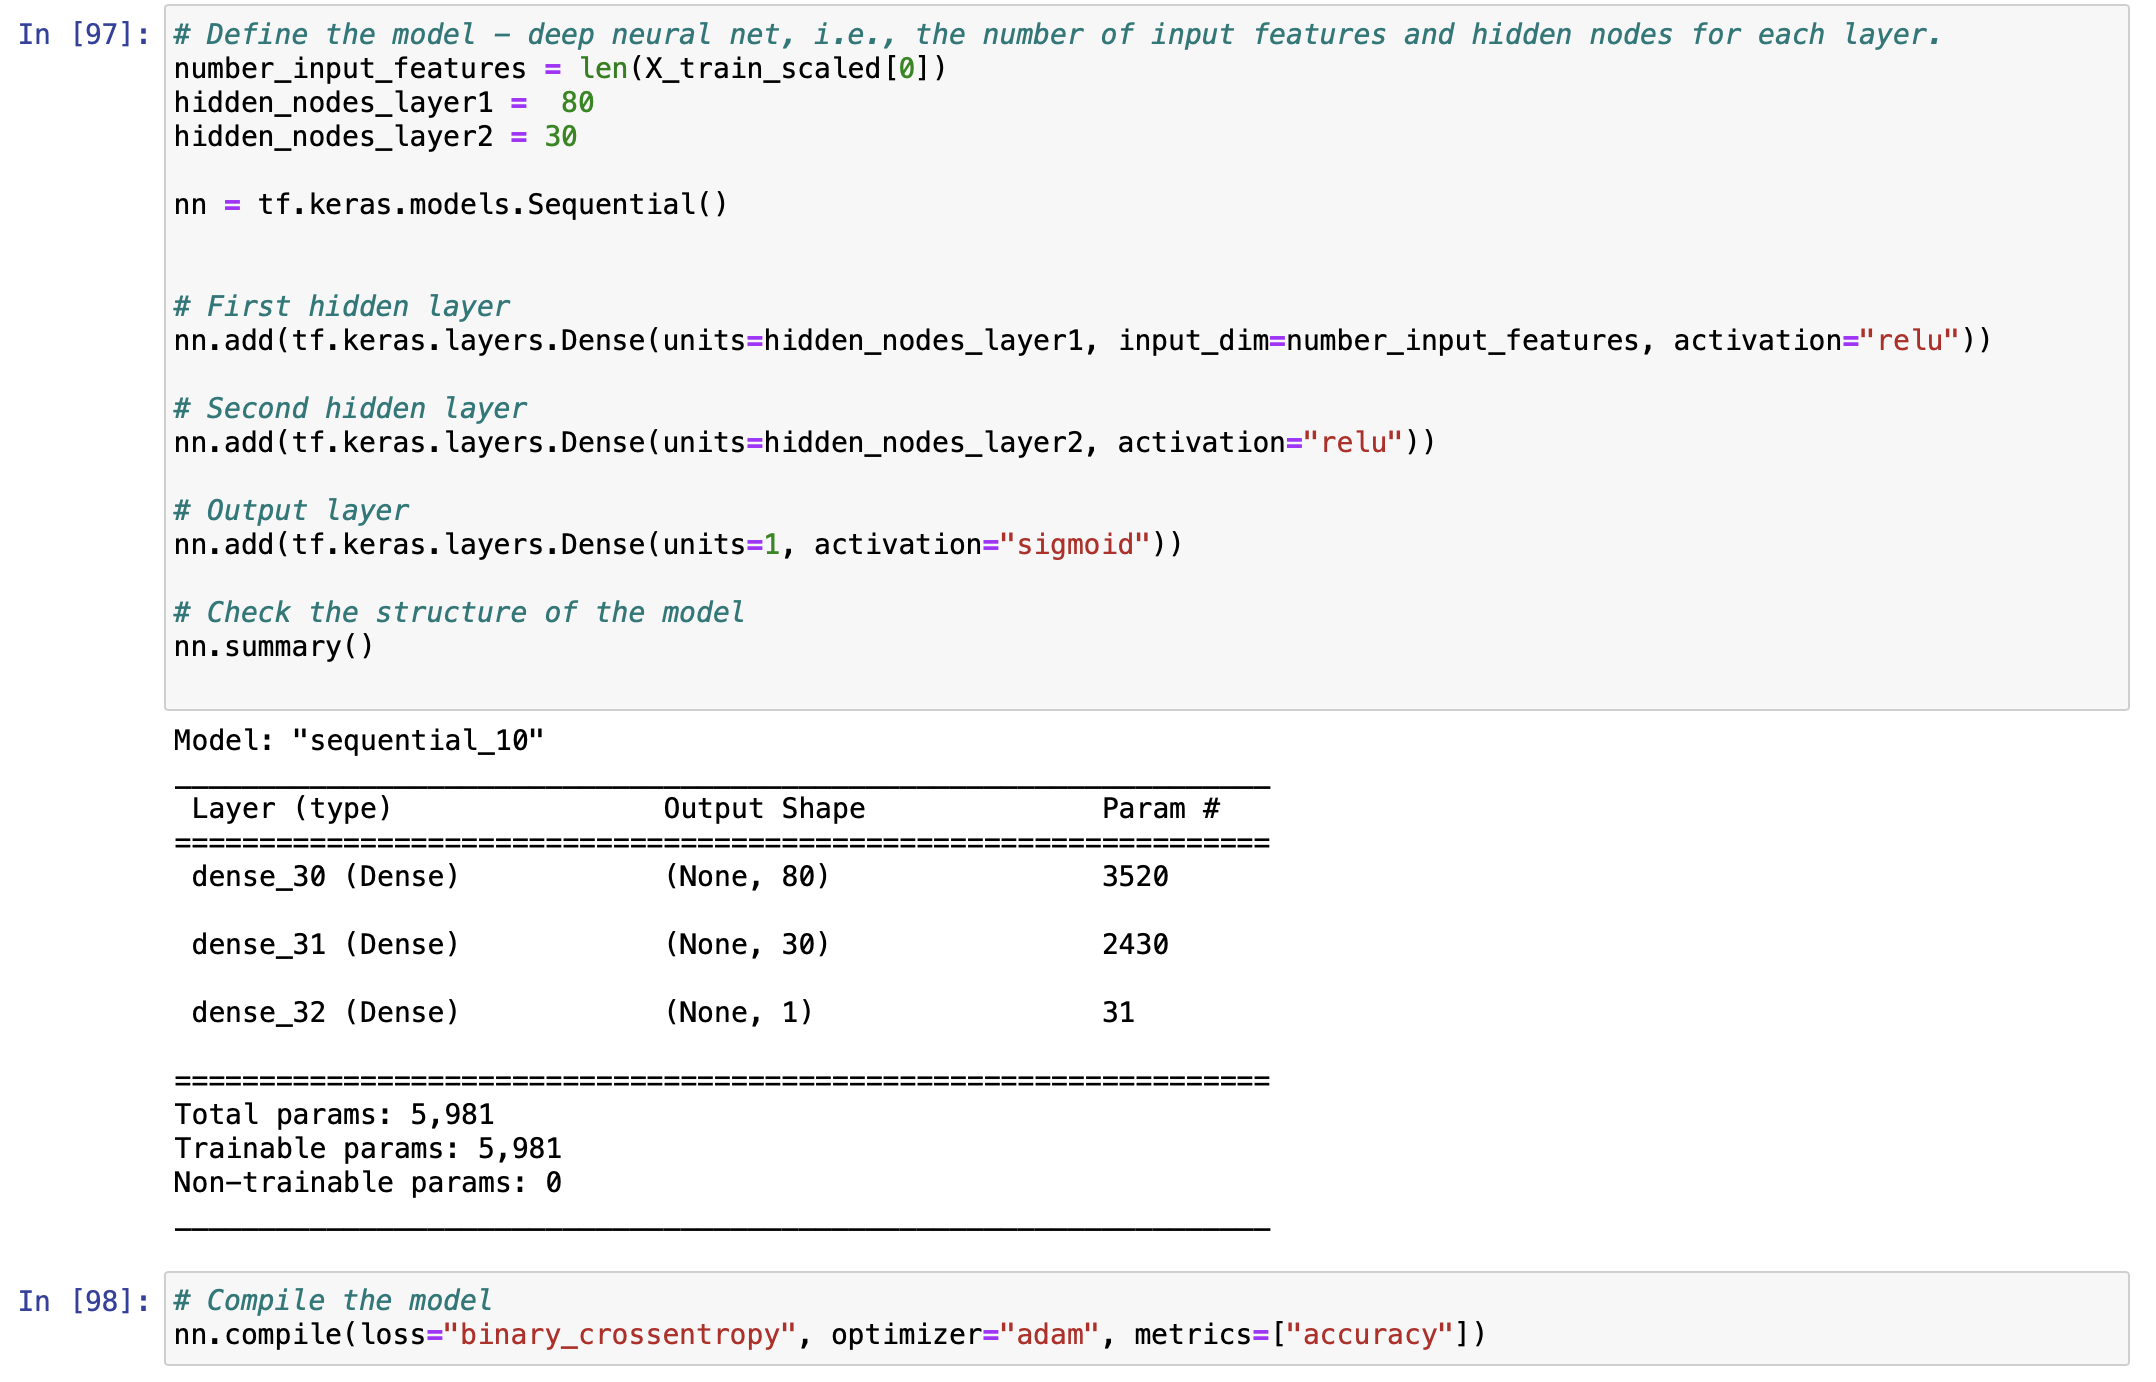 In [97]:
# Define the model – deep neural net, i.e., the number of input features and hidden nodes for each layer.
number_input_features = len(X_train_scaled[0])
hidden_nodes_layer1 =  80
hidden_nodes_layer2 = 30
nn = tf.keras.models.Sequential()
# First hidden layer
nn.add(tf.keras.layers.Dense(units=hidden_nodes_layer1, input_dim=number_input_features, activation="relu"))
# Second hidden layer
nn.add(tf.keras.layers.Dense(units=hidden_nodes_layer2, activation="relu"))
# Output layer
nn.add(tf.keras.layers.Dense(units=1, activation="sigmoid"))
# Check the structure of the model
nn.summary()
Model: "sequential_10"
_________________________________________________________________
Layer (type)                Output Shape              Param #
=================================================================
dense_30 (Dense)            (None, 80)                3520
dense_31 (Dense)            (None, 30)                2430
dense_32 (Dense)            (None, 1)                 31
=================================================================
Total params: 5,981
Trainable params: 5,981
Non-trainable params: 0
_________________________________________________________________
In [98]:
# Compile the model
nn.compile(loss="binary_crossentropy", optimizer="adam", metrics=["accuracy"])